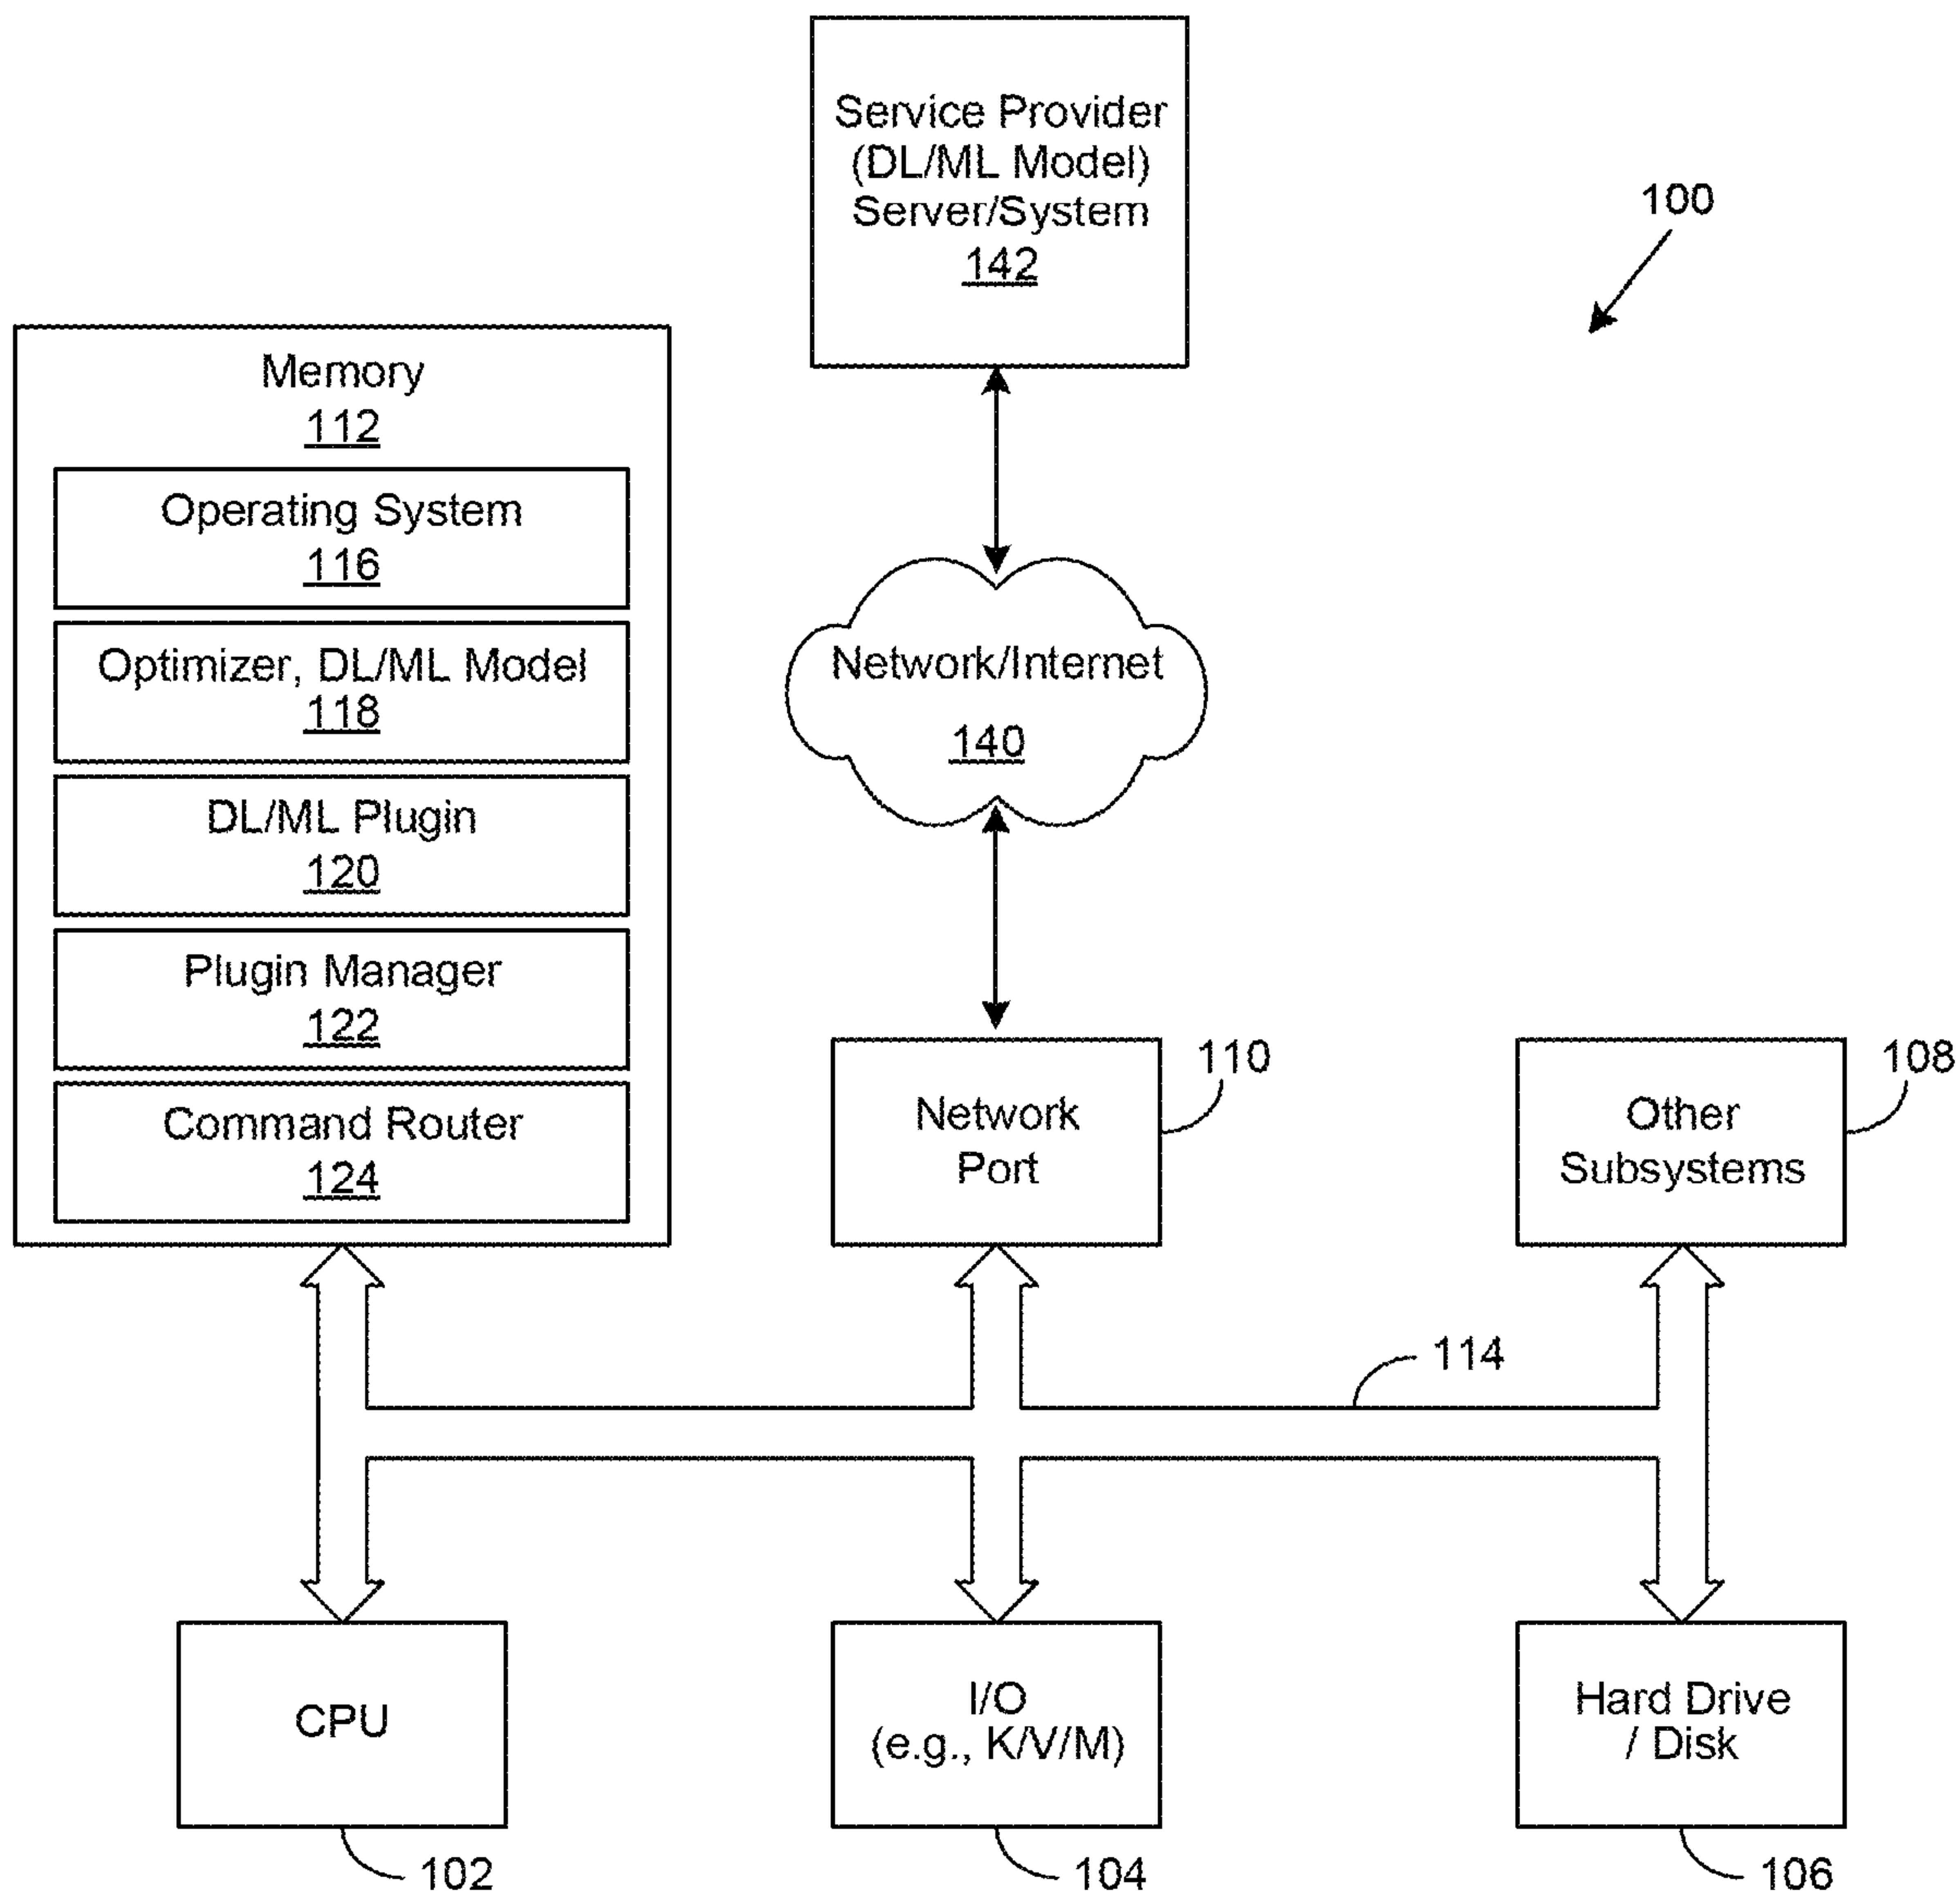 Service Provider
(DL/ML Model)
Server/System
142
100
Memory
112
Operating System
116
Optimizer, DL/ML Model
118
DL/ML Plugin
120
Plugin Manager
122
Command Router
124
Network/Internet
140
Network
Port
110
Other
Subsystems
108
114
CPU
102
I/O
(e.g., K/V/M)
104
Hard Drive
/ Disk
106